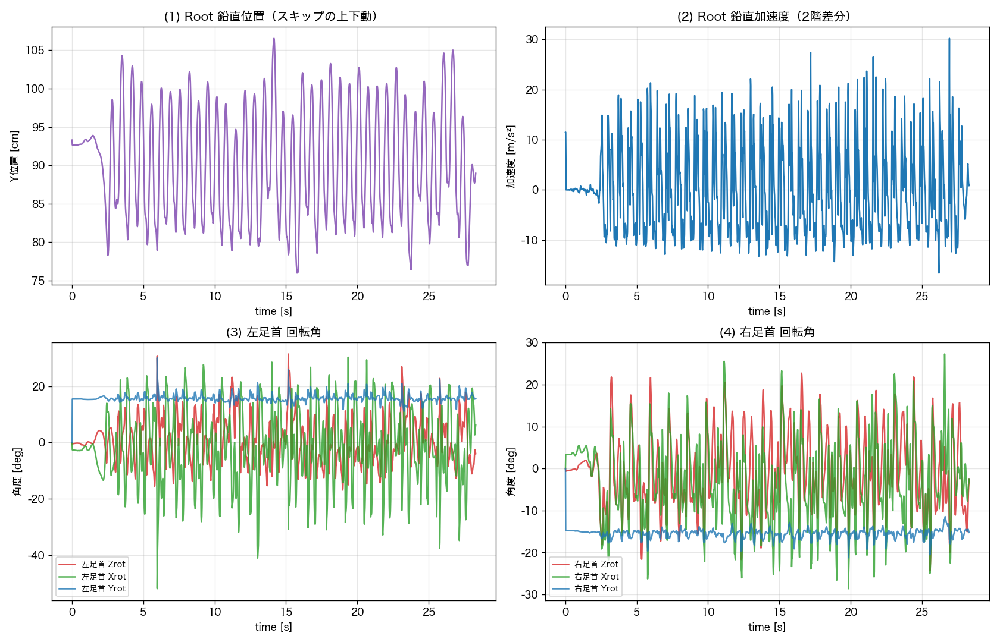 (1) Root 鉛直位置（スキップの上下動）
105
100
95
90
85
80
75
Y位置 [cm]
0 5 10 15 20 25
time [s]
(2) Root 鉛直加速度（2階差分）
30
20
10
0
-10
加速度 [m/s²]
0 5 10 15 20 25
time [s]
(3) 左足首 回転角
20
0
-20
-40
角度 [deg]
左足首 Zrot
左足首 Xrot
左足首 Yrot
0 5 10 15 20 25
time [s]
(4) 右足首 回転角
30
20
10
0
-10
-20
-30
角度 [deg]
右足首 Zrot
右足首 Xrot
右足首 Yrot
0 5 10 15 20 25
time [s]